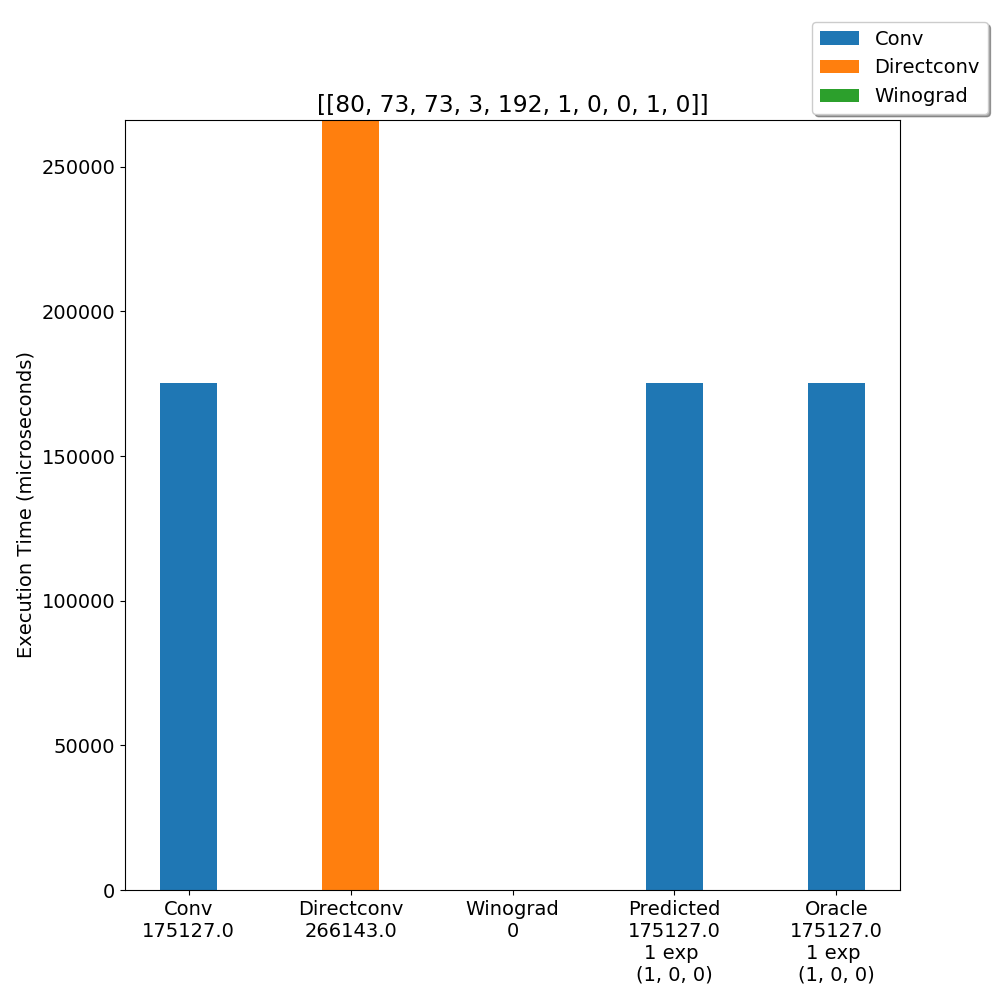 Conv
Directconv
Winograd
[[80, 73, 73, 3, 192, 1, 0, 0, 1, 0]]
Execution Time (microseconds)
250000
200000
150000
100000
50000
0
Conv
175127.0
Directconv
266143.0
Winograd
0
Predicted
175127.0
1 exp
(1, 0, 0)
Oracle
175127.0
1 exp
(1, 0, 0)